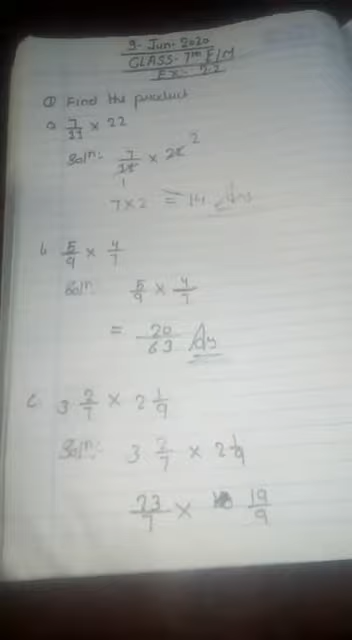 9-Jun-2020
CLASS- 7th E/M
Ex:- 2.2
① Find the product
a) 7/11 × 22
Soln: 7/11 × 22 2
1
7×2 = 14 Ans
b. 5/9 × 4/7
Soln: 5/9 × 4/7
= 20/63
c. 3 2/7 × 2 1/9
Soln:- 3 2/7 × 2 1/9
23/7 × 19/9